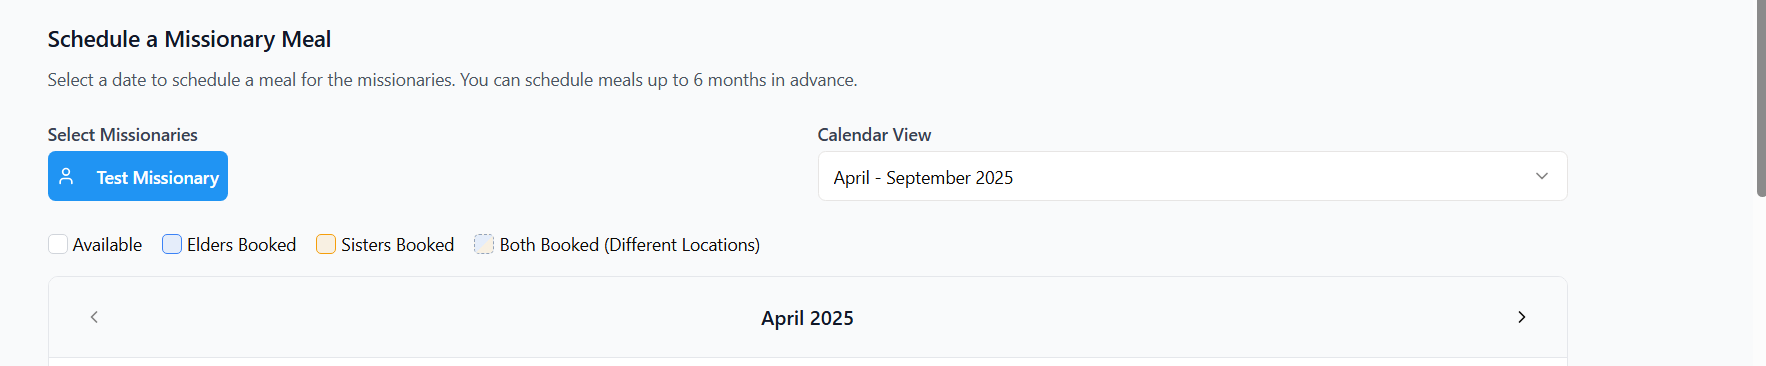 Schedule a Missionary Meal
Select a date to schedule a meal for the missionaries. You can schedule meals up to 6 months in advance.
Select Missionaries
Calendar View
Test Missionary
April - September 2025
Available
Elders Booked
Sisters Booked
Both Booked (Different Locations)
April 2025